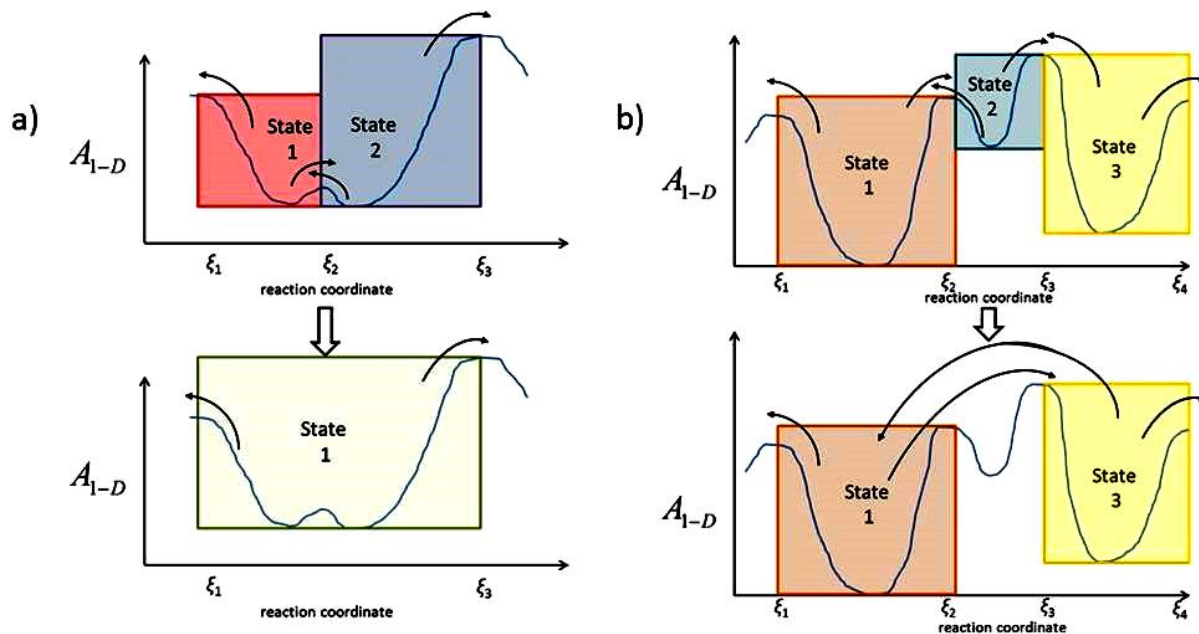 a)
A1-D
State
1
State
2
ξ1
ξ2
ξ3
reaction coordinate
A1-D
State
1
ξ1
ξ3
reaction coordinate
b)
A1-D
State
1
State
2
State
3
ξ1
ξ2
ξ3
ξ4
reaction coordinate
A1-D
State
1
State
3
ξ1
ξ2
ξ3
ξ4
reaction coordinate